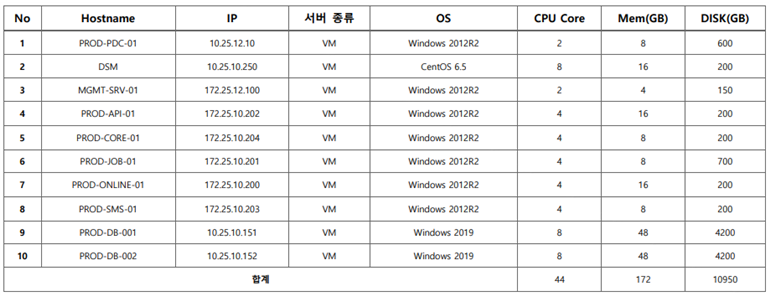 No Hostname IP 서버 종류 OS CPU Core Mem(GB) DISK(GB)
1 PROD-PDC-01 10.25.12.10 VM Windows 2012R2 2 8 600
2 DSM 10.25.10.250 VM CentOS 6.5 8 16 200
3 MGMT-SRV-01 172.25.12.100 VM Windows 2012R2 2 4 150
4 PROD-API-01 172.25.10.202 VM Windows 2012R2 4 16 200
5 PROD-CORE-01 172.25.10.204 VM Windows 2012R2 4 8 200
6 PROD-JOB-01 172.25.10.201 VM Windows 2012R2 4 8 700
7 PROD-ONLINE-01 172.25.10.200 VM Windows 2012R2 4 16 200
8 PROD-SMS-01 172.25.10.203 VM Windows 2012R2 4 8 200
9 PROD-DB-001 10.25.10.151 VM Windows 2019 8 48 4200
10 PROD-DB-002 10.25.10.152 VM Windows 2019 8 48 4200
합계 44 172 10950